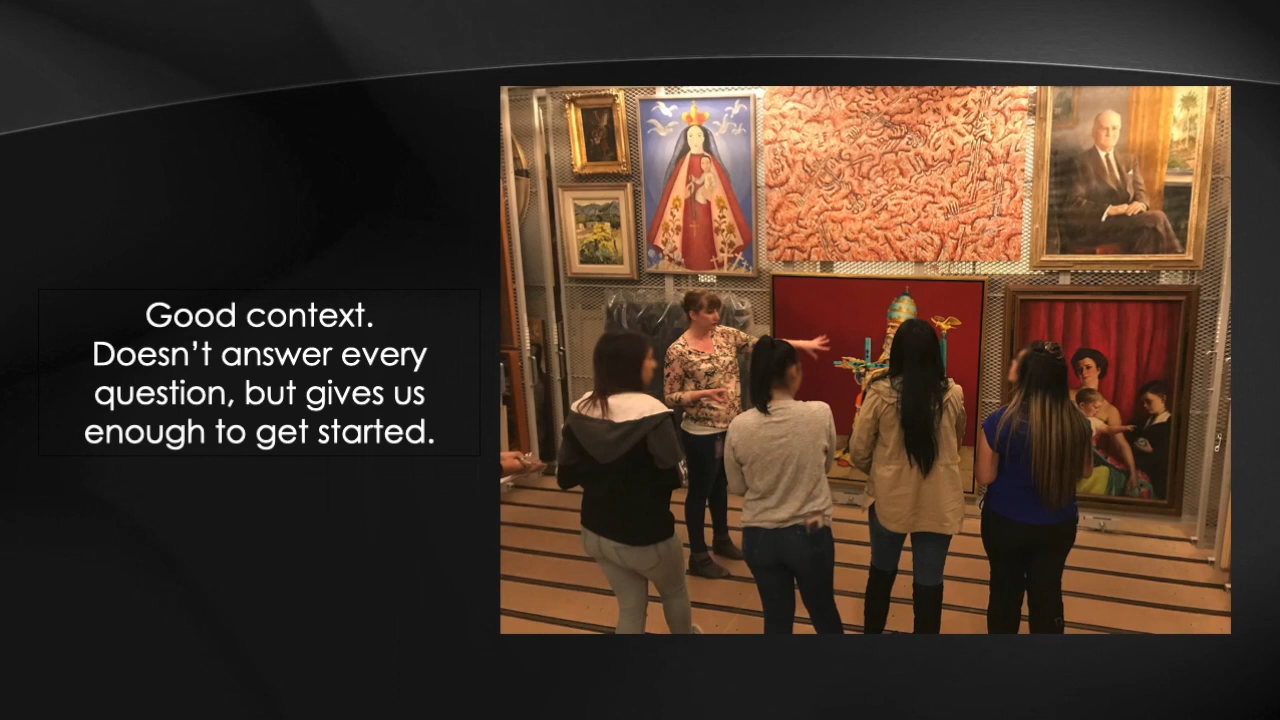 Good context.
Doesn’t answer every
question, but gives us
enough to get started.